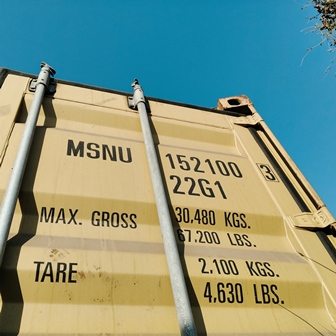 MSNU 152100 3
22G1
MAX. GROSS 30.480 KGS.
67.200 LBS.
TARE 2,100 KGS.
4,630 LBS.